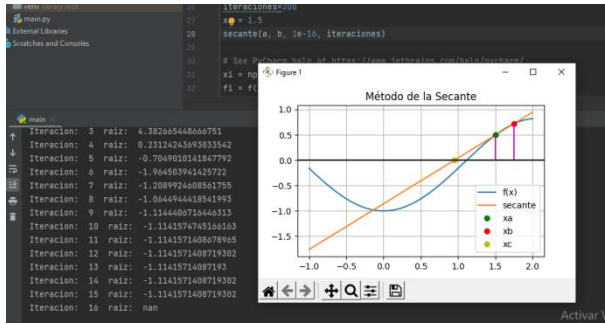 venv library root
main.py
External Libraries
Scratches and Consoles
26 iteraciones=200
27 x0 = 1.5
28 secante(a, b, 1e-16, iteraciones)
# See PyCharm help at https://www.jetbrains.com/help/pycharm/
31 xi = np
32 fi = f(
main
Iteracion: 3 raiz: 4.382665448666751
Iteracion: 4 raiz: 0.23124243693033542
Iteracion: 5 raiz: -0.7049010141847792
Iteracion: 6 raiz: -1.964503941425722
Iteracion: 7 raiz: -1.2089924608561755
Iteracion: 8 raiz: -1.0644944418541993
Iteracion: 9 raiz: -1.1144406716446313
Iteracion: 10 raiz: -1.1141574745166163
Iteracion: 11 raiz: -1.1141571408678965
Iteracion: 12 raiz: -1.1141571408719302
Iteracion: 13 raiz: -1.11415714087193
Iteracion: 14 raiz: -1.1141571408719302
Iteracion: 15 raiz: -1.1141571408719302
Iteracion: 16 raiz: nan
Figure 1
Método de la Secante
1.0
0.5
0.0
−0.5
−1.0
−1.5
f(x)
secante
xa
xb
xc
−1.0 −0.5 0.0 0.5 1.0 1.5 2.0
Activar